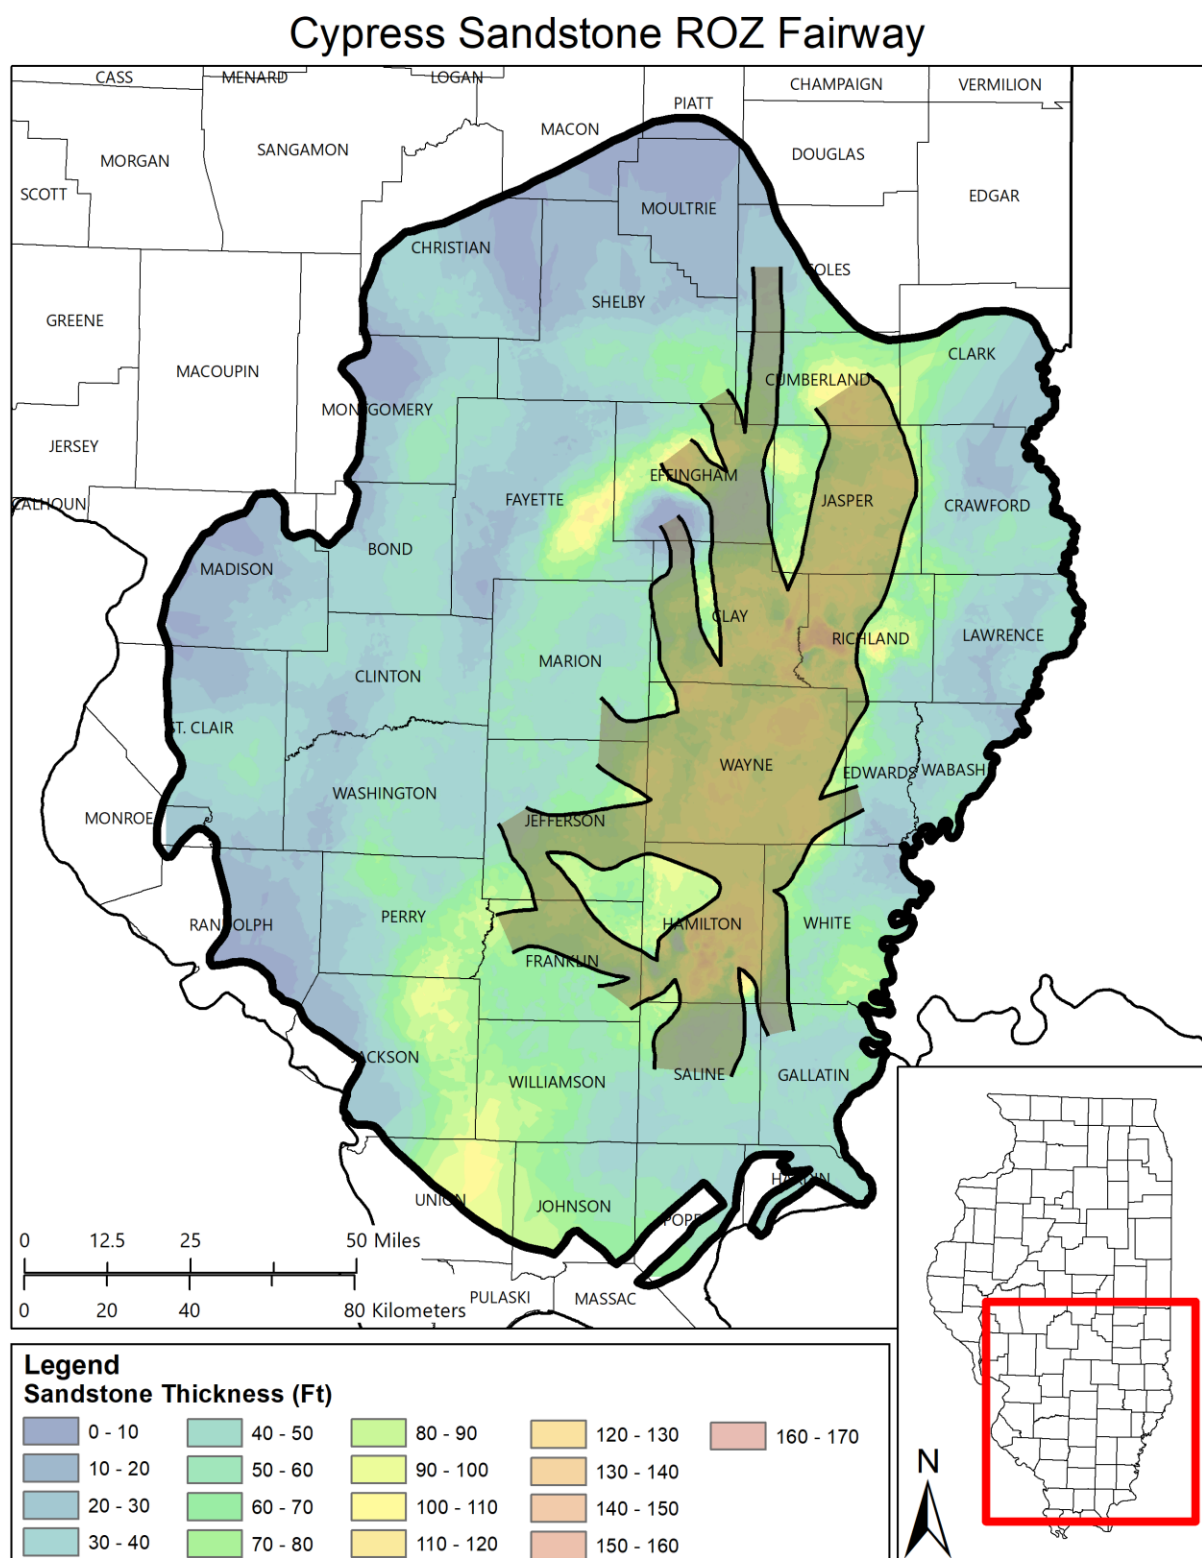 Cypress Sandstone ROZ Fairway
CASS
MENARD
LOGAN
PIATT
CHAMPAIGN
VERMILION
MACON
SANGAMON
MORGAN
DOUGLAS
SCOTT
EDGAR
MOULTRIE
CHRISTIAN
COLES
SHELBY
GREENE
MACOUPIN
CLARK
CUMBERLAND
MONTGOMERY
JERSEY
EFFINGHAM
FAYETTE
JASPER
CRAWFORD
CALHOUN
BOND
MADISON
CLAY
RICHLAND
LAWRENCE
MARION
CLINTON
ST. CLAIR
WAYNE
EDWARDS
WABASH
WASHINGTON
MONROE
JEFFERSON
PERRY
RANDOLPH
HAMILTON
WHITE
FRANKLIN
JACKSON
WILLIAMSON
SALINE
GALLATIN
HARDIN
UNION
JOHNSON
POPE
0 12.5 25 50 Miles
0 20 40 80 Kilometers
PULASKI
MASSAC
Legend
Sandstone Thickness (Ft)
0 - 10
10 - 20
20 - 30
30 - 40
40 - 50
50 - 60
60 - 70
70 - 80
80 - 90
90 - 100
100 - 110
110 - 120
120 - 130
130 - 140
140 - 150
150 - 160
160 - 170
N